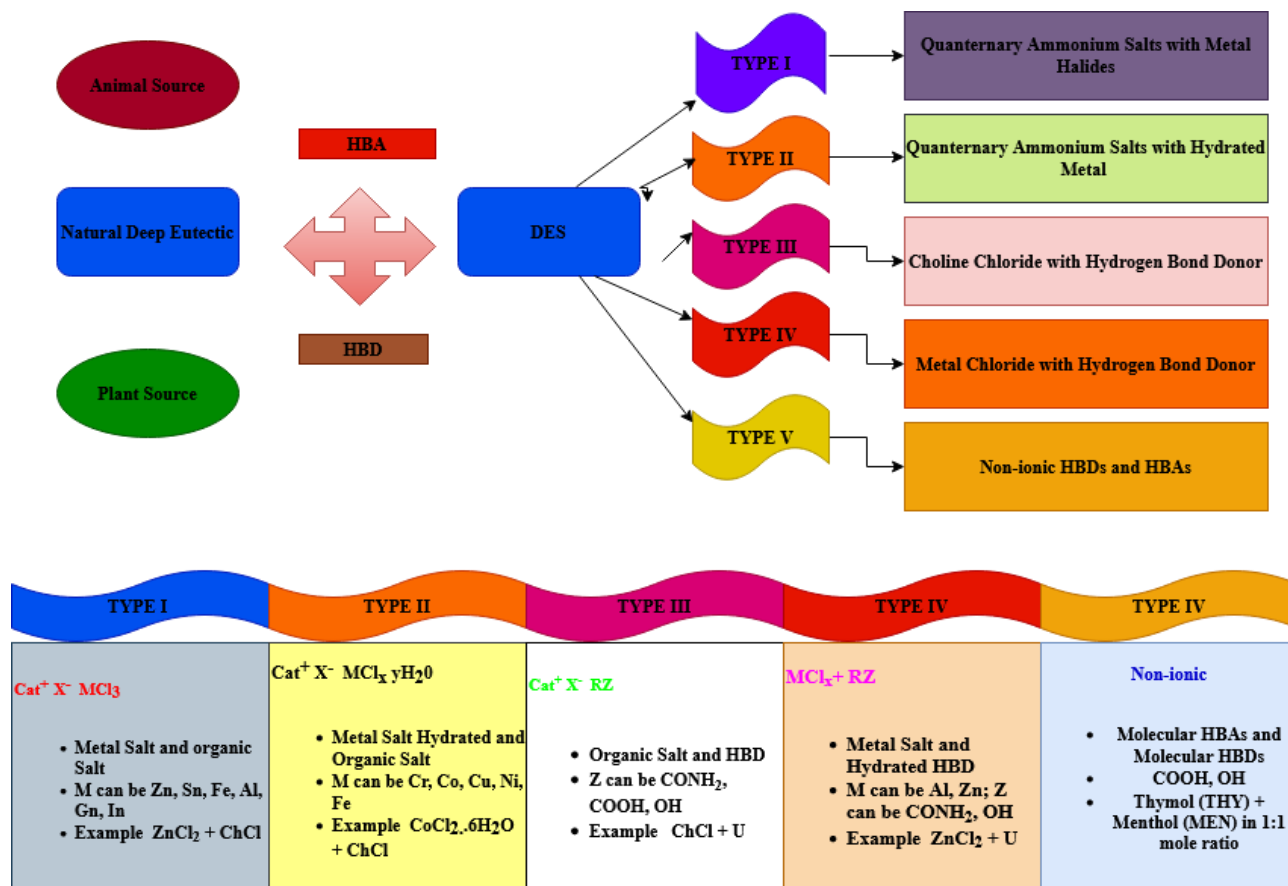 Animal Source
HBA
Natural Deep Eutectic
HBD
Plant Source
DES
TYPE I
Quanternary Ammonium Salts with Metal
Halides
TYPE II
Quanternary Ammonium Salts with Hydrated
Metal
TYPE III
Choline Chloride with Hydrogen Bond Donor
TYPE IV
Metal Chloride with Hydrogen Bond Donor
TYPE V
Non-ionic HBDs and HBAs
TYPE I
Cat⁺ X⁻ MCl₃
• Metal Salt and organic
Salt
• M can be Zn, Sn, Fe, Al,
Gn, In
• Example ZnCl₂ + ChCl
TYPE II
Cat⁺ X⁻ MClₓ yH₂0
• Metal Salt Hydrated and
Organic Salt
• M can be Cr, Co, Cu, Ni,
Fe
• Example CoCl₂.6H₂O
+ ChCl
TYPE III
Cat⁺ X⁻ RZ
• Organic Salt and HBD
• Z can be CONH₂,
COOH, OH
• Example ChCl + U
TYPE IV
MClₓ+ RZ
• Metal Salt and
Hydrated HBD
• M can be Al, Zn; Z
can be CONH₂, OH
• Example ZnCl₂ + U
TYPE IV
Non-ionic
• Molecular HBAs and
Molecular HBDs
• COOH, OH
• Thymol (THY) +
Menthol (MEN) in 1:1
mole ratio